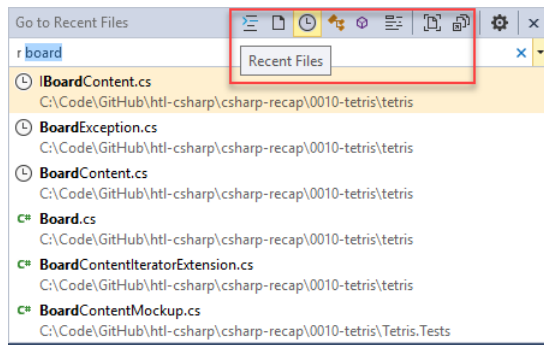 Go to Recent Files
r board
Recent Files
IBoardContent.cs
C:\Code\GitHub\htl-csharp\csharp-recap\0010-tetris\tetris
BoardException.cs
C:\Code\GitHub\htl-csharp\csharp-recap\0010-tetris\tetris
BoardContent.cs
C:\Code\GitHub\htl-csharp\csharp-recap\0010-tetris\tetris
C# Board.cs
C:\Code\GitHub\htl-csharp\csharp-recap\0010-tetris\tetris
C# BoardContentIteratorExtension.cs
C:\Code\GitHub\htl-csharp\csharp-recap\0010-tetris\tetris
C# BoardContentMockup.cs
C:\Code\GitHub\htl-csharp\csharp-recap\0010-tetris\Tetris.Tests